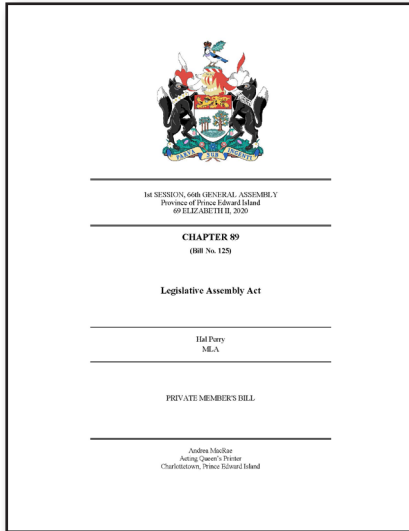 PARVA SUB INGENTI
1st SESSION, 66th GENERAL ASSEMBLY
Province of Prince Edward Island
69 ELIZABETH II, 2020
CHAPTER 89
(Bill No. 125)
Legislative Assembly Act
Hal Perry
MLA
PRIVATE MEMBER'S BILL
Andrea MacRae
Acting Queen's Printer
Charlottetown, Prince Edward Island